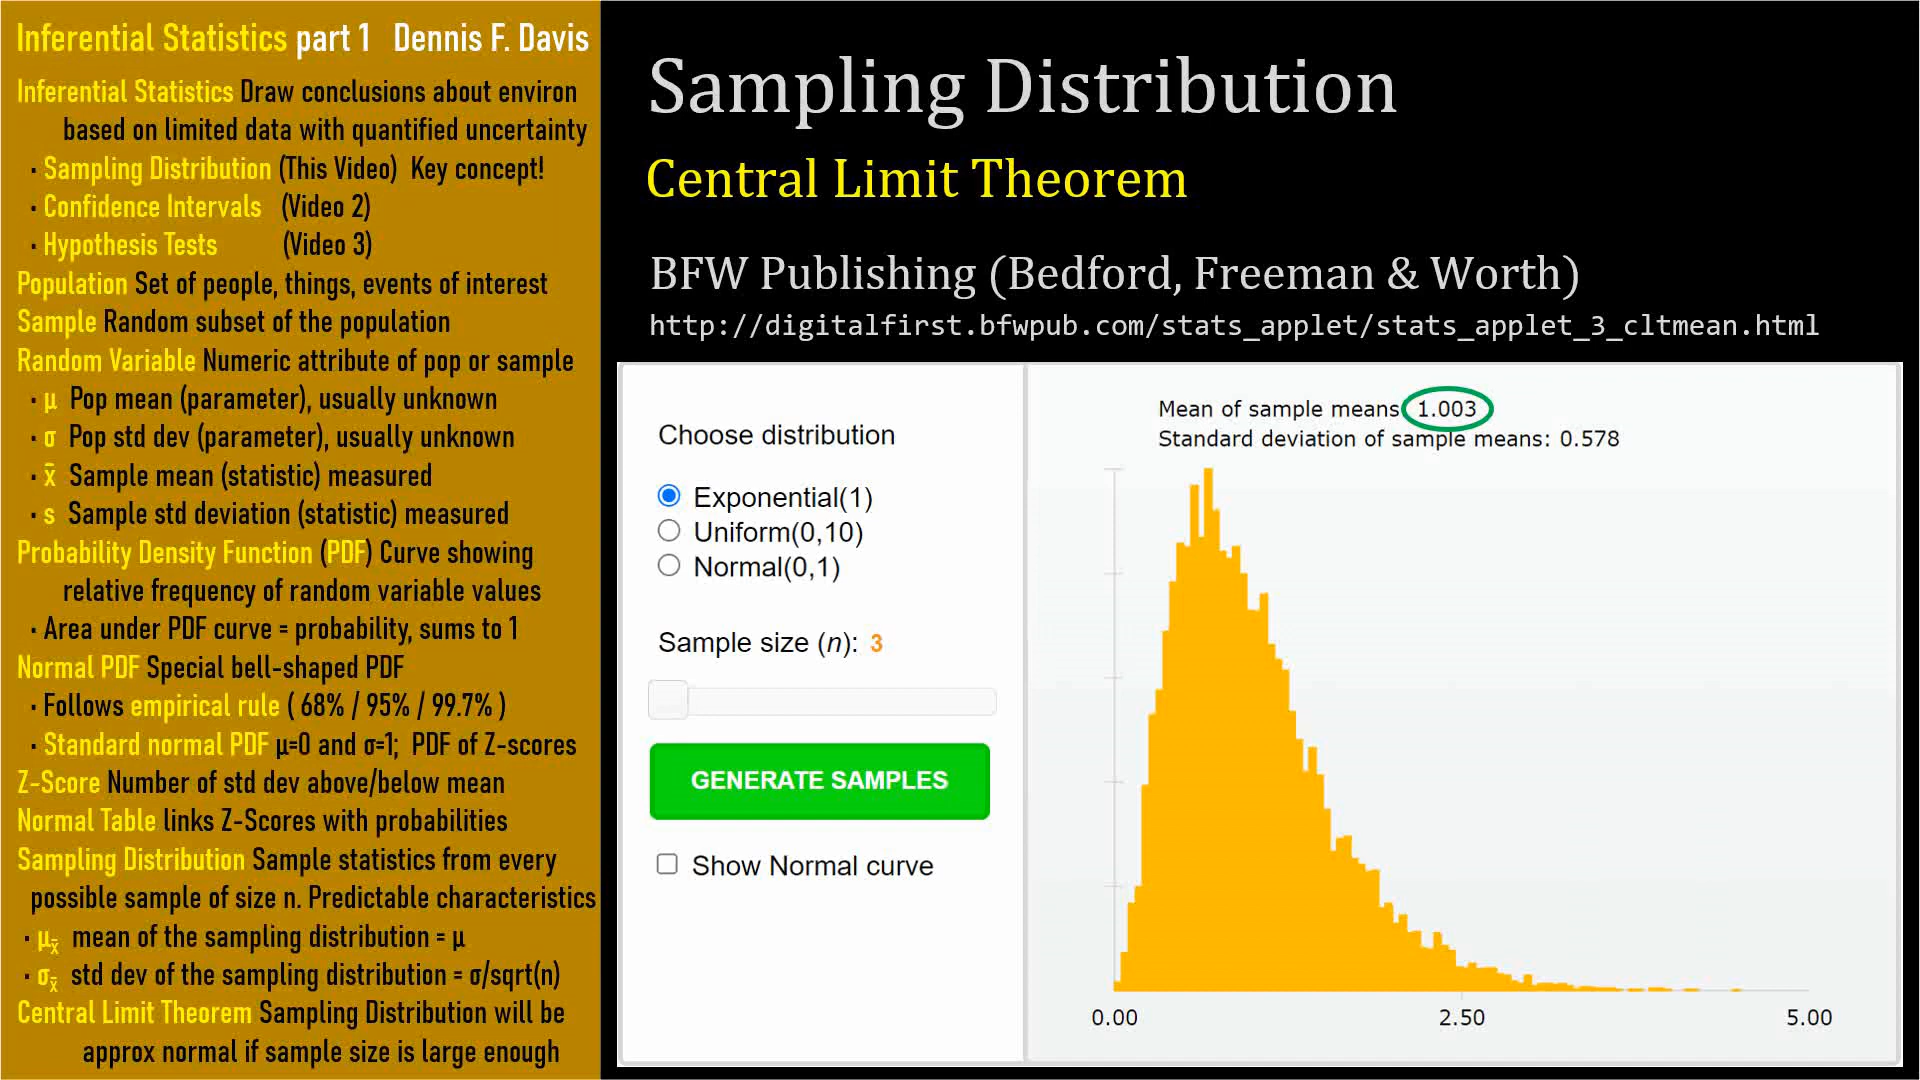 Inferential Statistics part 1 Dennis F. Davis
Inferential Statistics Draw conclusions about environ
based on limited data with quantified uncertainty
· Sampling Distribution (This Video) Key concept!
· Confidence Intervals (Video 2)
· Hypothesis Tests (Video 3)
Population Set of people, things, events of interest
Sample Random subset of the population
Random Variable Numeric attribute of pop or sample
· μ Pop mean (parameter), usually unknown
· σ Pop std dev (parameter), usually unknown
· x̄ Sample mean (statistic) measured
· s Sample std deviation (statistic) measured
Probability Density Function (PDF) Curve showing
relative frequency of random variable values
· Area under PDF curve = probability, sums to 1
Normal PDF Special bell-shaped PDF
· Follows empirical rule ( 68% / 95% / 99.7% )
· Standard normal PDF μ=0 and σ=1; PDF of Z-scores
Z-Score Number of std dev above/below mean
Normal Table links Z-Scores with probabilities
Sampling Distribution Sample statistics from every
possible sample of size n. Predictable characteristics
· μx̄ mean of the sampling distribution = μ
· σx̄ std dev of the sampling distribution = σ/sqrt(n)
Central Limit Theorem Sampling Distribution will be
approx normal if sample size is large enough
Sampling Distribution
Central Limit Theorem
BFW Publishing (Bedford, Freeman & Worth)
http://digitalfirst.bfwpub.com/stats_applet/stats_applet_3_cltmean.html
Choose distribution
Exponential(1)
Uniform(0,10)
Normal(0,1)
Sample size (n): 3
GENERATE SAMPLES
Show Normal curve
Mean of sample means 1.003
Standard deviation of sample means: 0.578
0.00 2.50 5.00